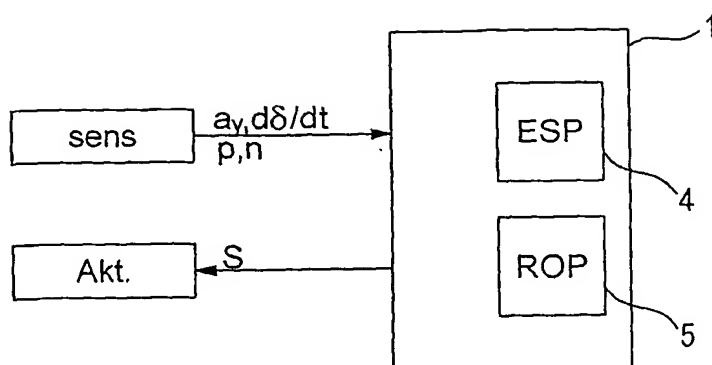 1
sens
a_y, dδ/dt
p,n
ESP
4
Akt.
S
ROP
5